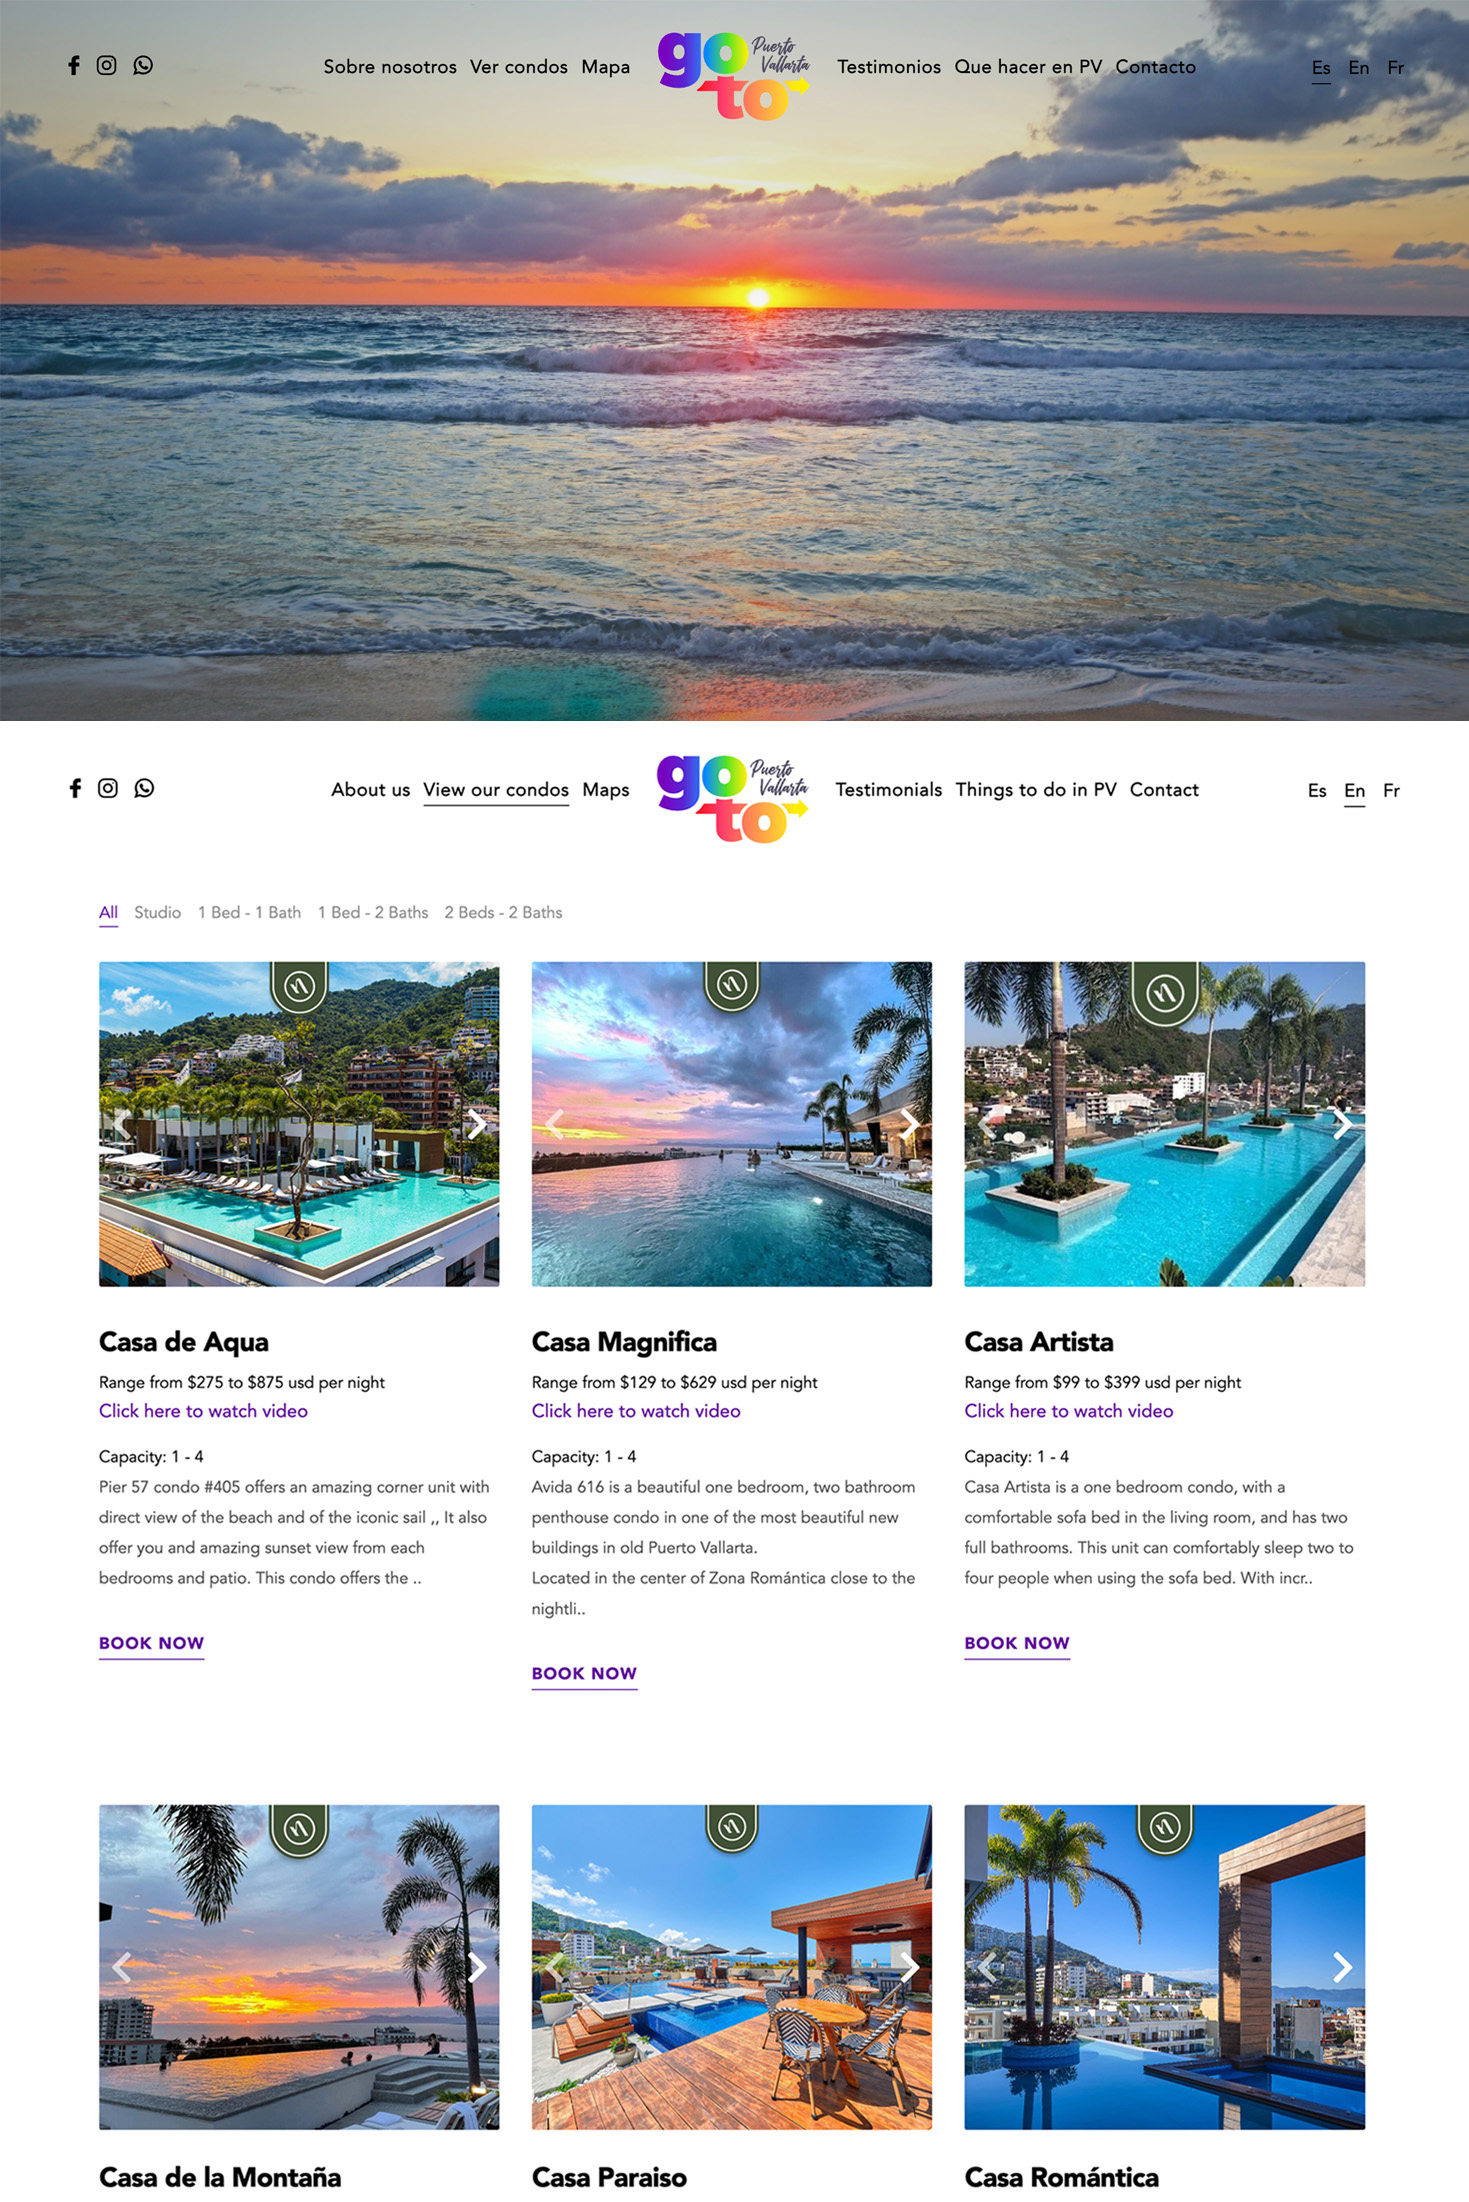 Sobre nosotros Ver condos Mapa
go to
Puerto
Vallarta
Testimonios Que hacer en PV Contacto
Es En Fr
About us View our condos Maps
go to
Puerto
Vallarta
Testimonials Things to do in PV Contact
Es En Fr
All Studio 1 Bed - 1 Bath 1 Bed - 2 Baths 2 Beds - 2 Baths
Casa de Aqua
Range from $275 to $875 usd per night
Click here to watch video
Capacity: 1 - 4
Pier 57 condo #405 offers an amazing corner unit with
direct view of the beach and of the iconic sail ,, It also
offer you and amazing sunset view from each
bedrooms and patio. This condo offers the ..
BOOK NOW
Casa Magnifica
Range from $129 to $629 usd per night
Click here to watch video
Capacity: 1 - 4
Avida 616 is a beautiful one bedroom, two bathroom
penthouse condo in one of the most beautiful new
buildings in old Puerto Vallarta.
Located in the center of Zona Romántica close to the
nightli..
BOOK NOW
Casa Artista
Range from $99 to $399 usd per night
Click here to watch video
Capacity: 1 - 4
Casa Artista is a one bedroom condo, with a
comfortable sofa bed in the living room, and has two
full bathrooms. This unit can comfortably sleep two to
four people when using the sofa bed. With incr..
BOOK NOW
Casa de la Montaña
Casa Paraiso
Casa Romántica